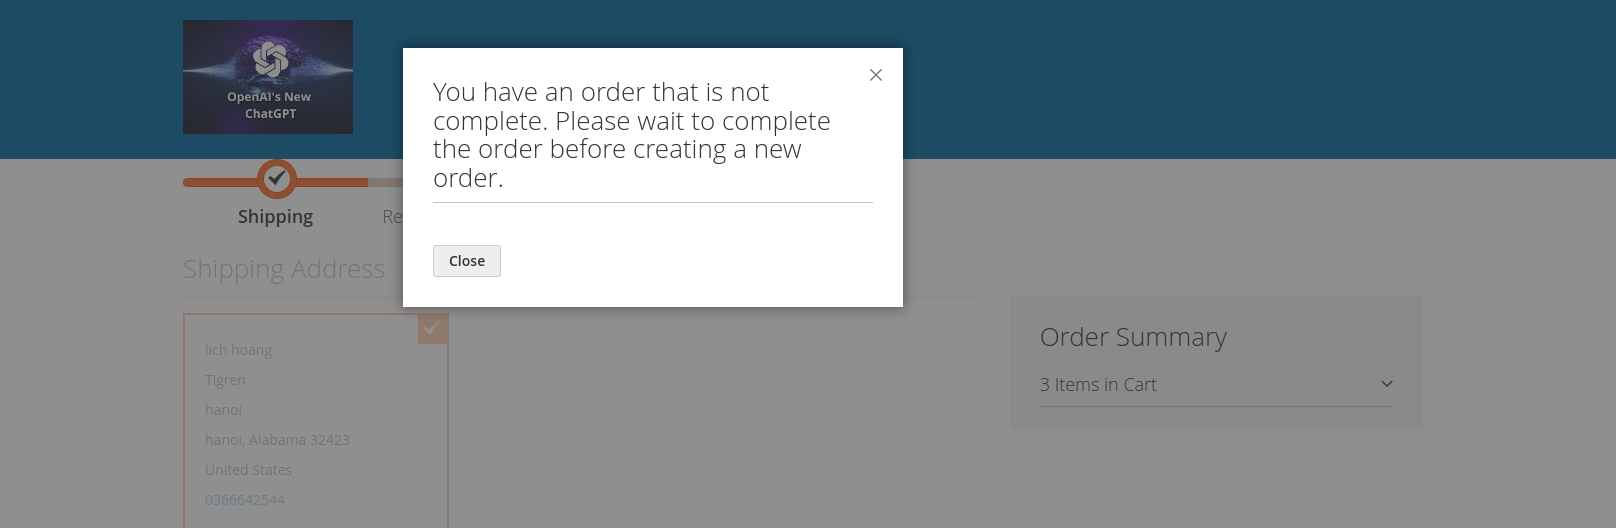 OpenAI's New
ChatGPT
You have an order that is not
complete. Please wait to complete
the order before creating a new
order.
Close
Shipping
Re
Shipping Address
lich hoang
Tigren
hanoi
hanoi, Alabama 32423
United States
0366642544
Order Summary
3 Items in Cart